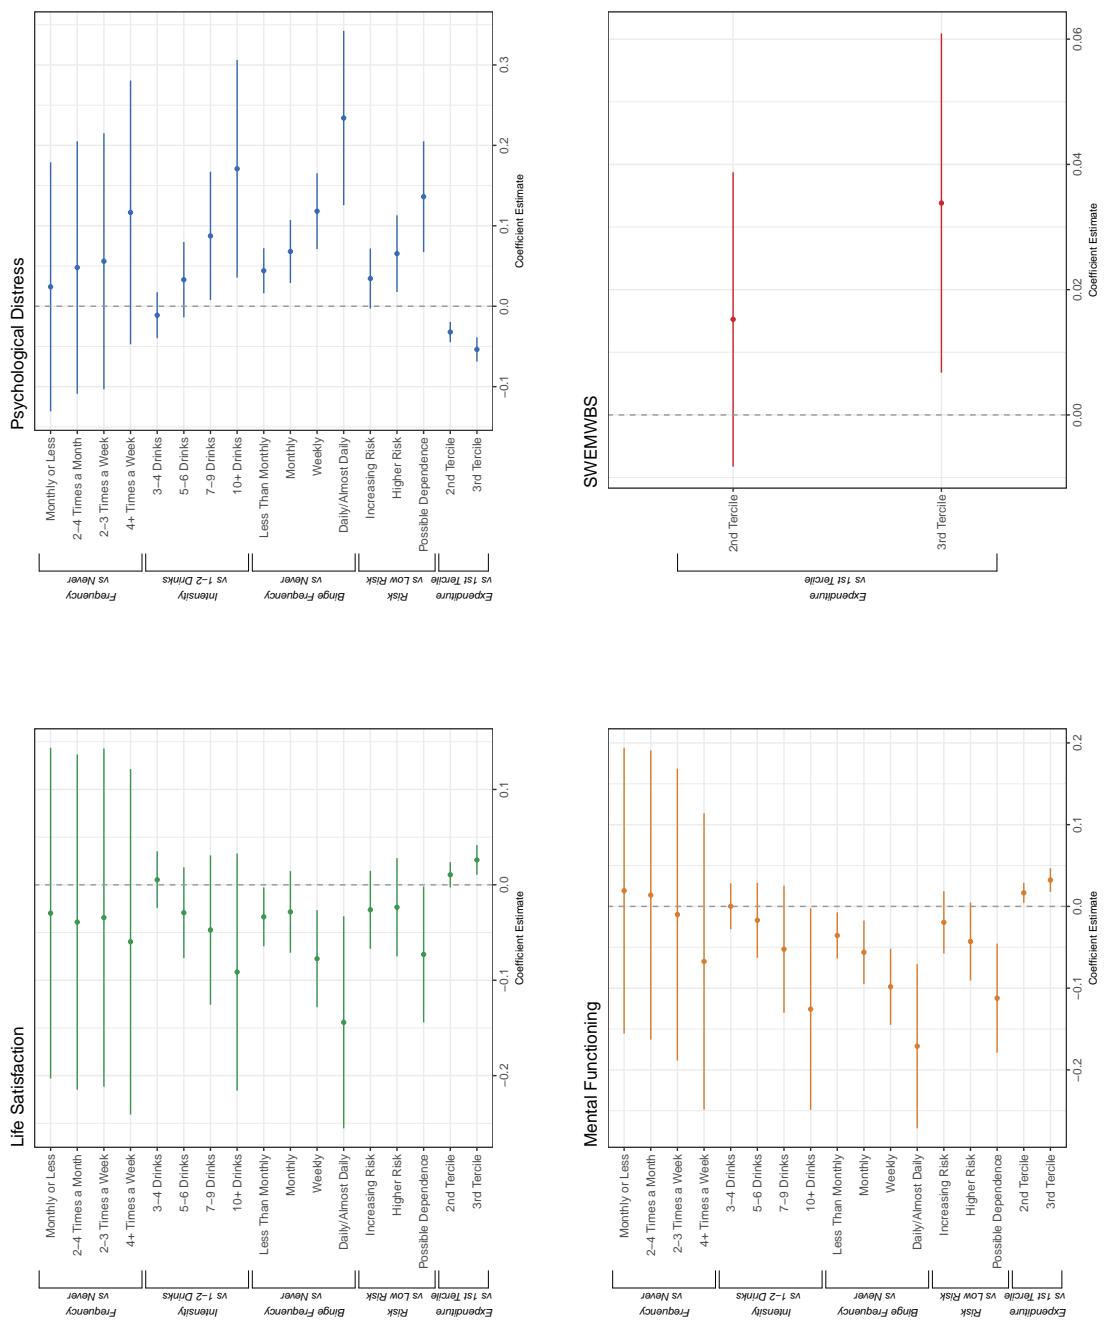 Life Satisfaction
Frequency
vs Never
Monthly or Less
2−4 Times a Month
2−3 Times a Week
4+ Times a Week
Intensity
vs 1−2 Drinks
3−4 Drinks
5−6 Drinks
7−9 Drinks
10+ Drinks
Binge Frequency
vs Never
Less Than Monthly
Monthly
Weekly
Daily/Almost Daily
Risk
vs Low Risk
Increasing Risk
Higher Risk
Possible Dependence
Expenditure
vs 1st Tercile
2nd Tercile
3rd Tercile
−0.2 −0.1 0.0 0.1
Coefficient Estimate
Psychological Distress
Frequency
vs Never
Monthly or Less
2−4 Times a Month
2−3 Times a Week
4+ Times a Week
Intensity
vs 1−2 Drinks
3−4 Drinks
5−6 Drinks
7−9 Drinks
10+ Drinks
Binge Frequency
vs Never
Less Than Monthly
Monthly
Weekly
Daily/Almost Daily
Risk
vs Low Risk
Increasing Risk
Higher Risk
Possible Dependence
Expenditure
vs 1st Tercile
2nd Tercile
3rd Tercile
−0.1 0.0 0.1 0.2 0.3
Coefficient Estimate
Mental Functioning
Frequency
vs Never
Monthly or Less
2−4 Times a Month
2−3 Times a Week
4+ Times a Week
Intensity
vs 1−2 Drinks
3−4 Drinks
5−6 Drinks
7−9 Drinks
10+ Drinks
Binge Frequency
vs Never
Less Than Monthly
Monthly
Weekly
Daily/Almost Daily
Risk
vs Low Risk
Increasing Risk
Higher Risk
Possible Dependence
Expenditure
vs 1st Tercile
2nd Tercile
3rd Tercile
−0.2 −0.1 0.0 0.1 0.2
Coefficient Estimate
SWEMWBS
Expenditure
vs 1st Tercile
2nd Tercile
3rd Tercile
0.0 0.02 0.04 0.06
Coefficient Estimate